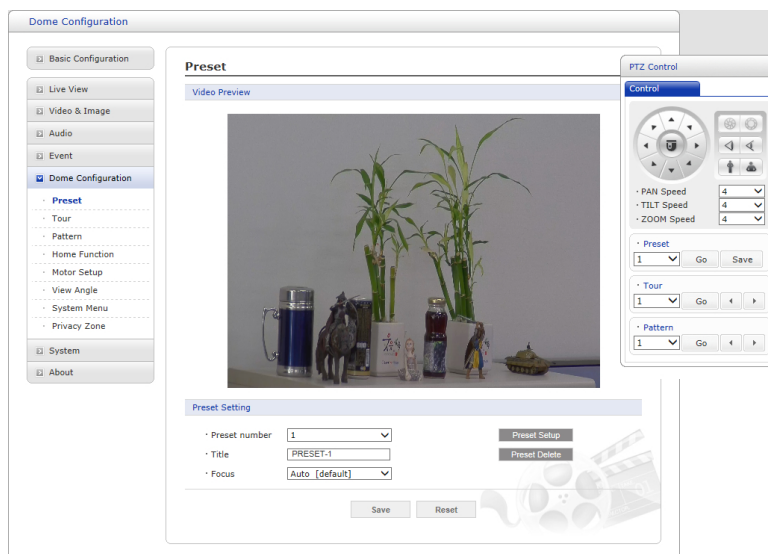 Dome Configuration
Basic Configuration
Live View
Video & Image
Audio
Event
Dome Configuration
Preset
Tour
Pattern
Home Function
Motor Setup
View Angle
System Menu
Privacy Zone
System
About
Preset
Video Preview
Preset Setting
Preset number 1 Preset Setup
Title PRESET-1 Preset Delete
Focus Auto [default]
Save Reset
PTZ Control
Control
PAN Speed 4
TILT Speed 4
ZOOM Speed 4
Preset
1 Go Save
Tour
1 Go
Pattern
1 Go